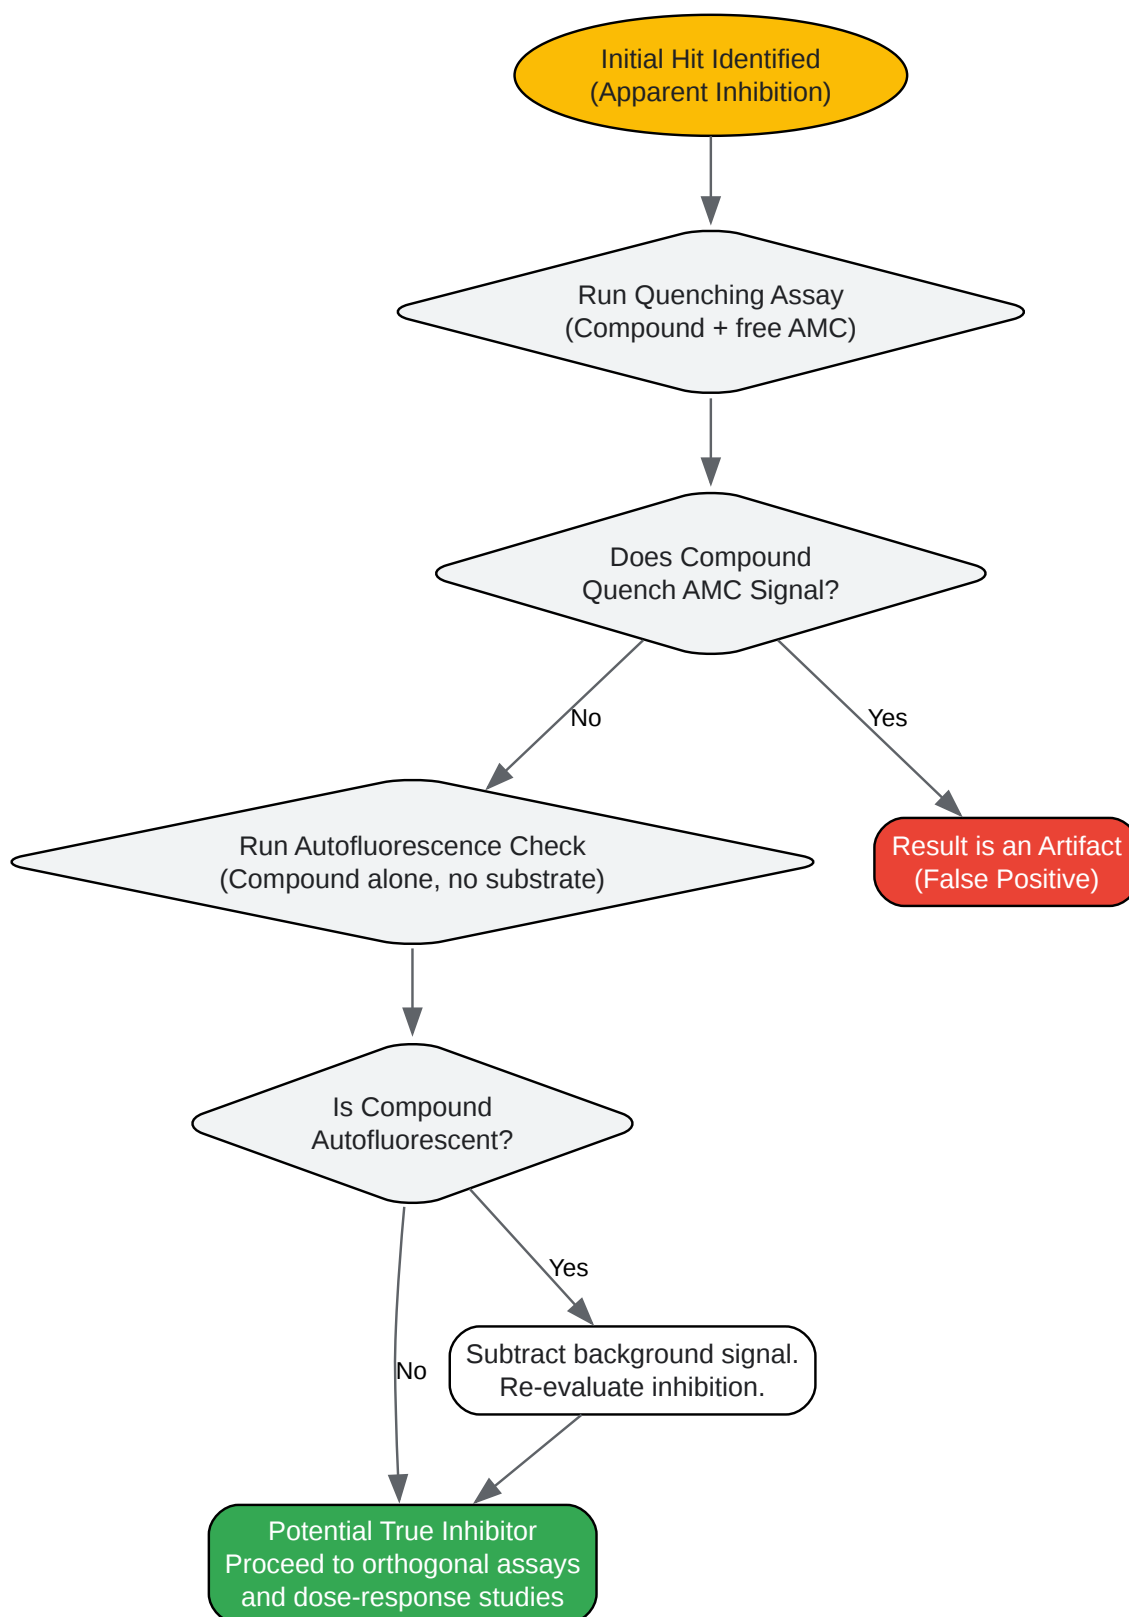 Initial Hit Identified
(Apparent Inhibition)
Run Quenching Assay
(Compound + free AMC)
Does Compound
Quench AMC Signal?
No
Yes
Run Autofluorescence Check
(Compound alone, no substrate)
Result is an Artifact
(False Positive)
Is Compound
Autofluorescent?
Yes
No
Subtract background signal.
Re-evaluate inhibition.
Potential True Inhibitor
Proceed to orthogonal assays
and dose-response studies